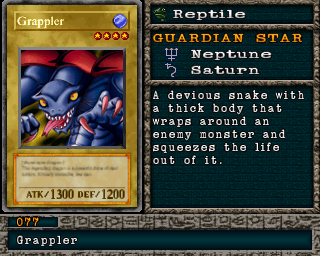 Grappler
ATK/1300 DEF/1200
Reptile
GUARDIAN STAR
Neptune
Saturn
A devious snake with
a thick body that
wraps around an
enemy monster and
squeezes the life
out of it.
077
Grappler